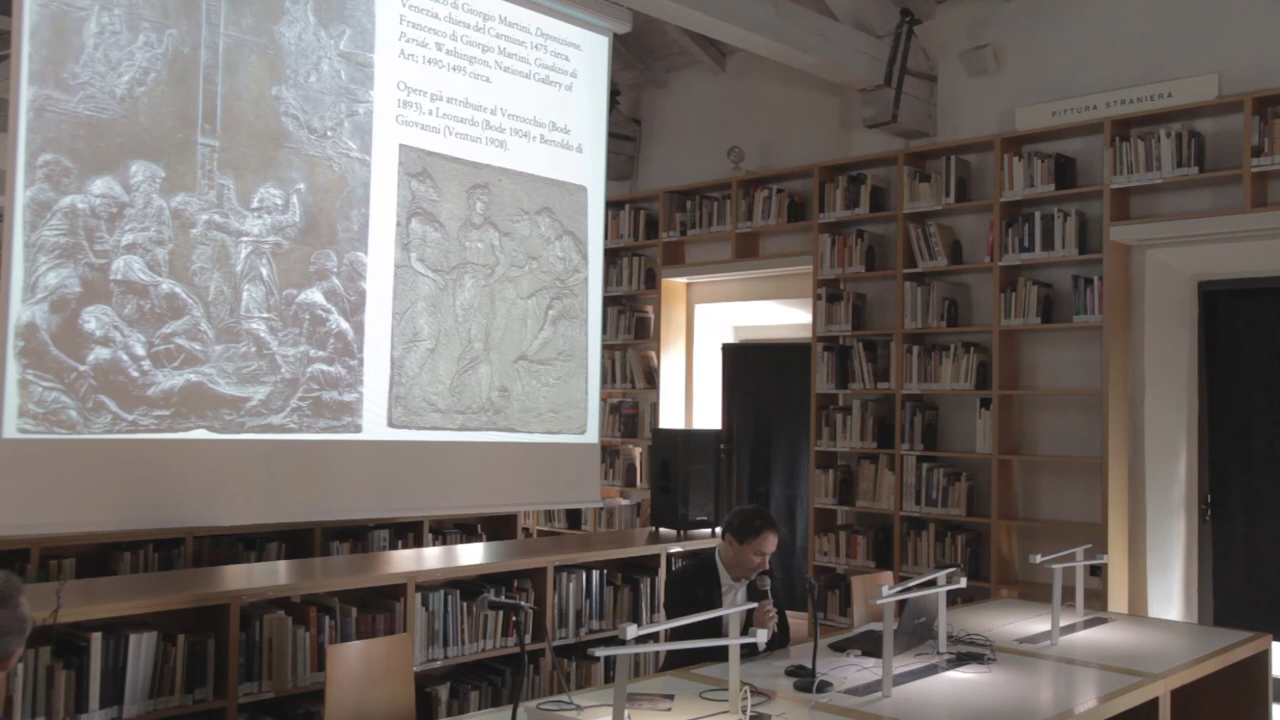 di Giorgio Martini, Deposizione.
Venezia, chiesa del Carmine; 1475 circa.
Francesco di Giorgio Martini, Giudizio di
Paride. Washington, National Gallery of
Art; 1490-1495 circa.
Opere già attribuite al Verrocchio (Bode
1893), a Leonardo (Bode 1904) e Bertoldo di
Giovanni (Venturi 1908).
PITTURA STRANIERA